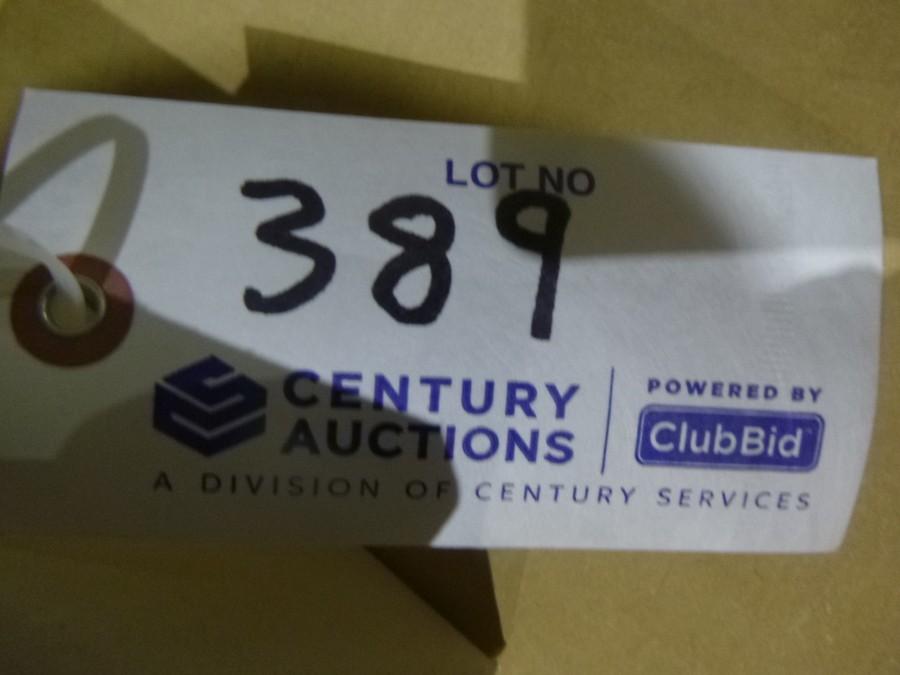 LOT NO
389
CENTURY
AUCTIONS
POWERED BY
ClubBid
A DIVISION OF CENTURY SERVICES